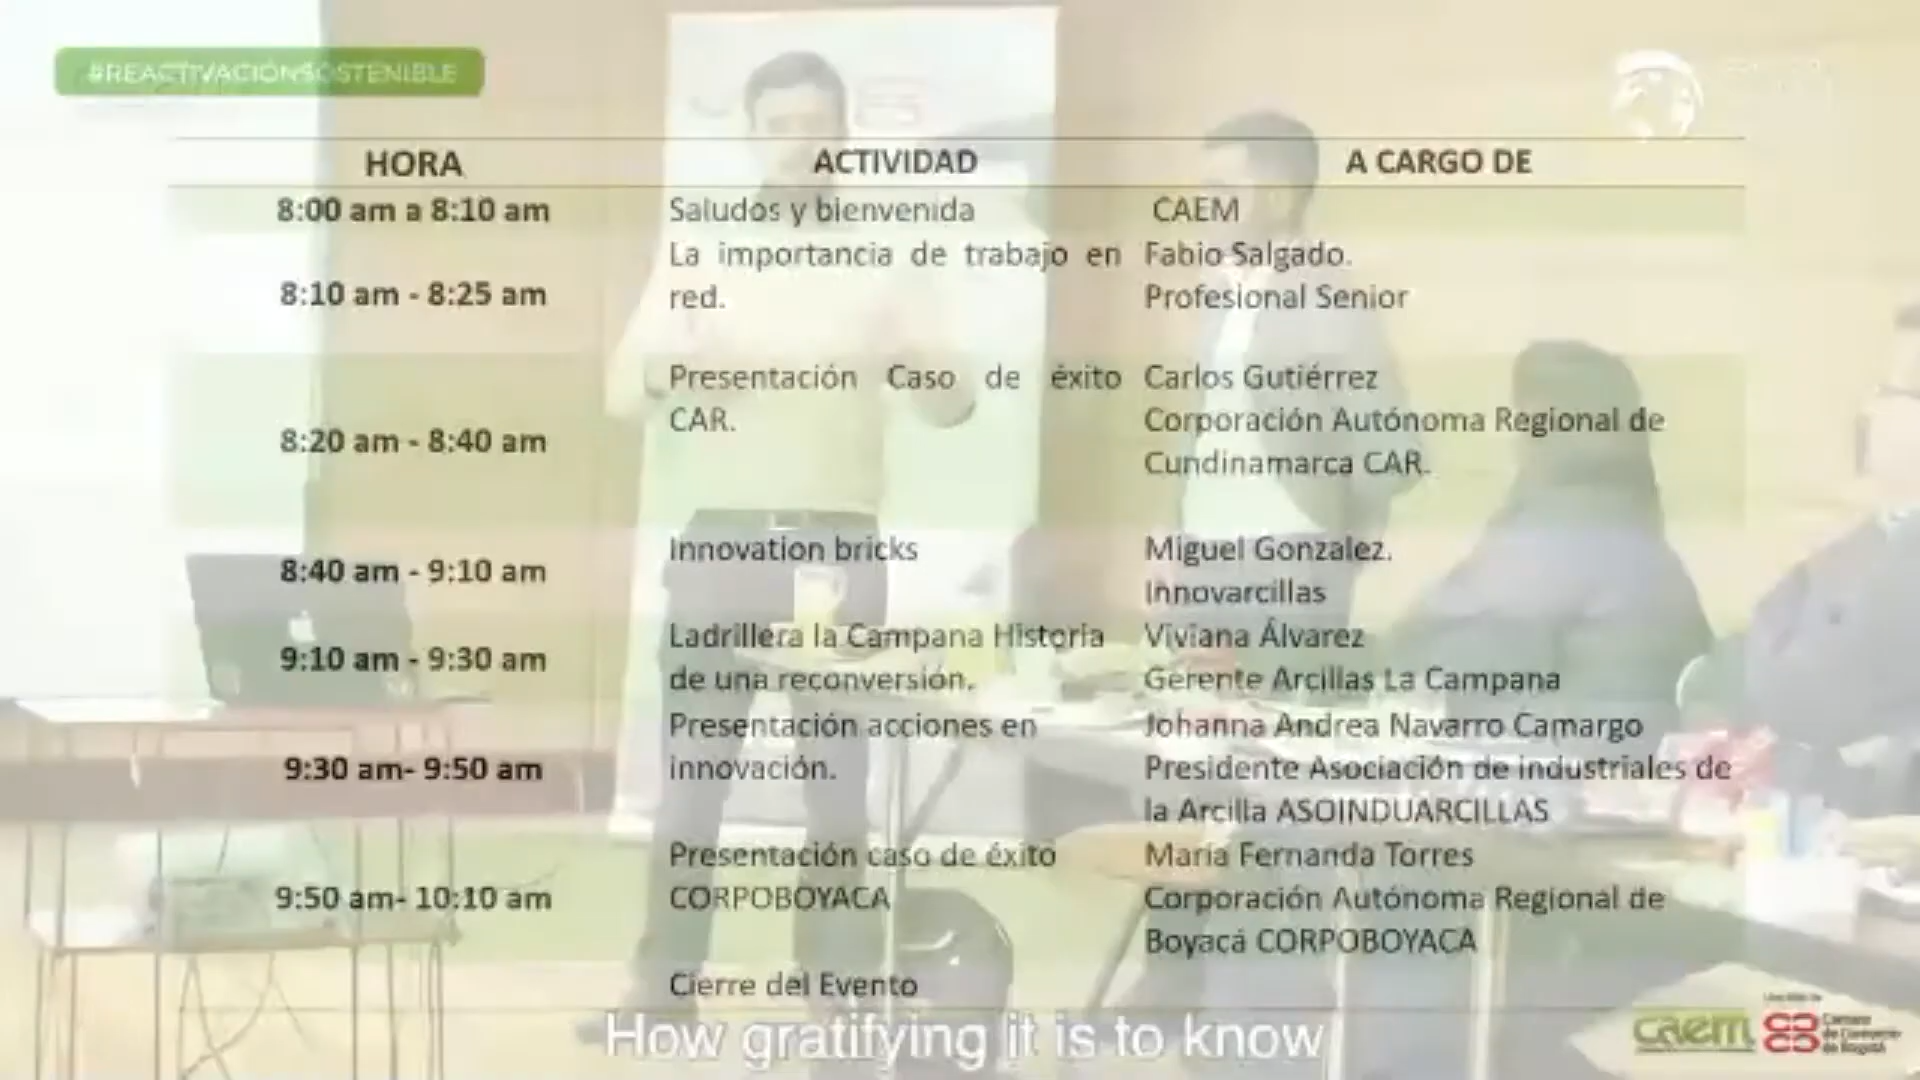 #REACTIVACIÓNSOSTENIBLE
HORA ACTIVIDAD A CARGO DE
8:00 am a 8:10 am Saludos y bienvenida CAEM
8:10 am - 8:25 am La importancia de trabajo en Fabio Salgado.
red. Profesional Senior
8:20 am - 8:40 am Presentación Caso de éxito Carlos Gutiérrez
CAR. Corporación Autónoma Regional de
Cundinamarca CAR.
8:40 am - 9:10 am Innovation bricks Miguel Gonzalez.
Innovarcillas
9:10 am - 9:30 am Ladrillera la Campana Historia Viviana Álvarez
de una reconversión. Gerente Arcillas La Campana
9:30 am- 9:50 am Presentación acciones en Johanna Andrea Navarro Camargo
innovación. Presidente Asociación de industriales de
la Arcilla ASOINDUARCILLAS
9:50 am- 10:10 am Presentación caso de éxito María Fernanda Torres
CORPOBOYACA Corporación Autónoma Regional de
Boyacá CORPOBOYACA
Cierre del Evento
How gratifying it is to know
caem
Cámara
de Comercio
de Bogotá